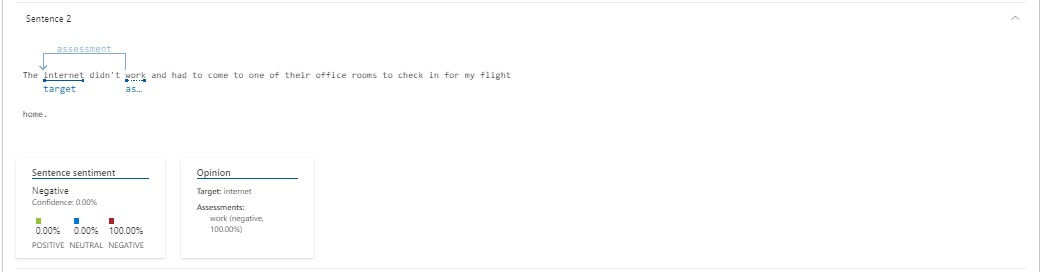 Sentence 2
assessment
The internet didn't work and had to come to one of their office rooms to check in for my flight
target as…
home.
Sentence sentiment
Negative
Confidence: 0.00%
0.00% 0.00% 100.00%
POSITIVE NEUTRAL NEGATIVE
Opinion
Target: internet
Assessments:
work (negative,
100.00%)